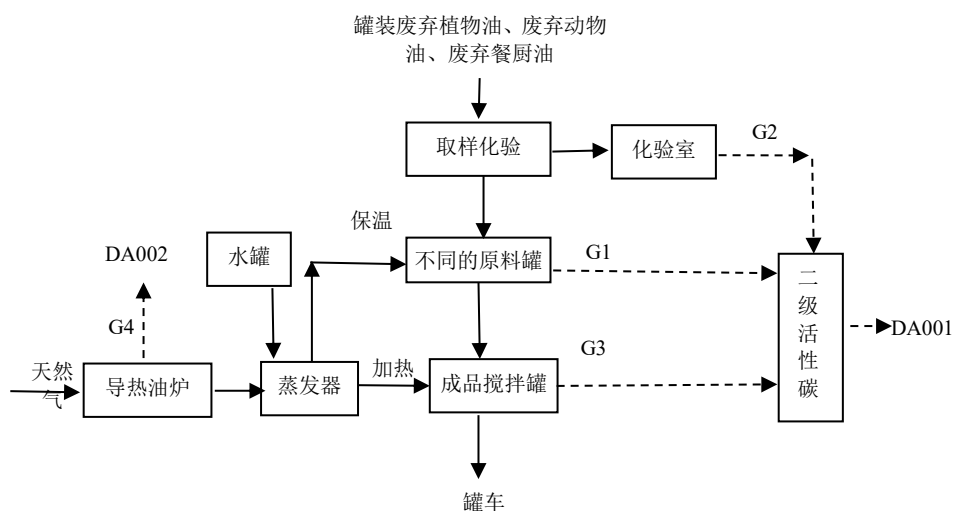 罐装废弃植物油、废弃动物
油、废弃餐厨油
取样化验
化验室
G2
保温
DA002
水罐
不同的原料罐
G1
二
级
活
性
碳
DA001
G4
G3
天然
气
导热油炉
蒸发器
加热
成品搅拌罐
罐车